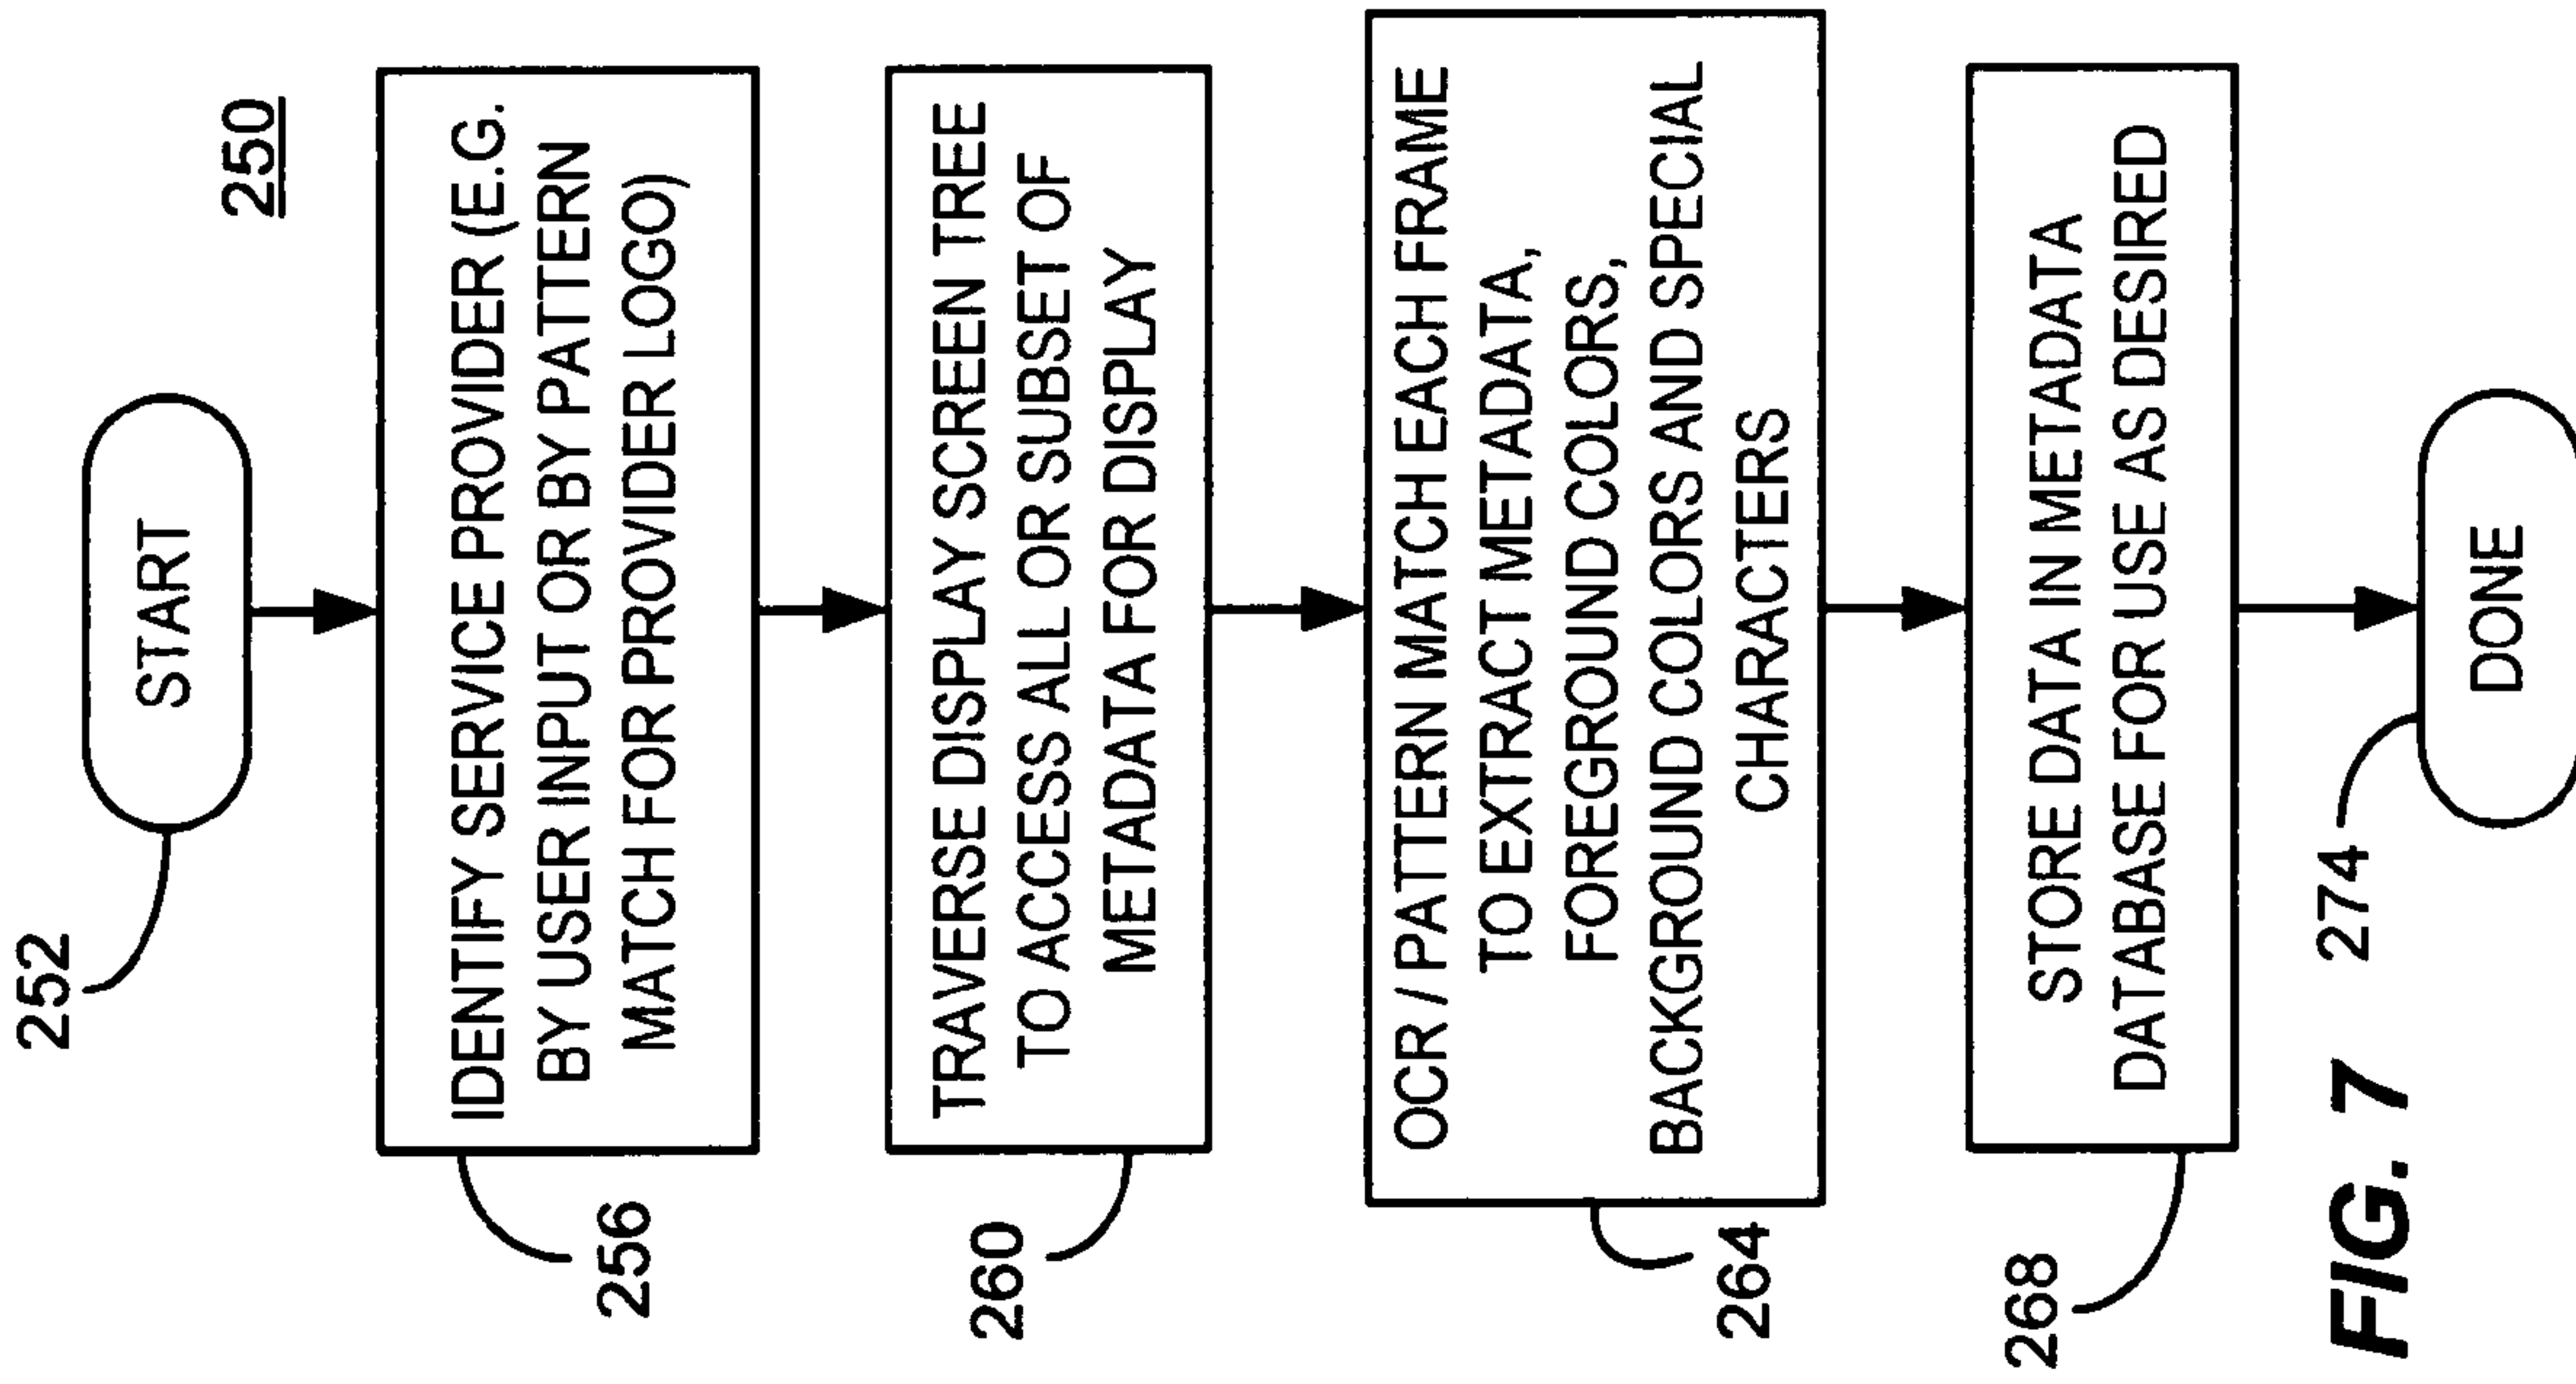 250
252
START
IDENTIFY SERVICE PROVIDER (E.G.
BY USER INPUT OR BY PATTERN
MATCH FOR PROVIDER LOGO)
256
TRAVERSE DISPLAY SCREEN TREE
TO ACCESS ALL OR SUBSET OF
METADATA FOR DISPLAY
260
OCR / PATTERN MATCH EACH FRAME
TO EXTRACT METADATA,
FOREGROUND COLORS,
BACKGROUND COLORS AND SPECIAL
CHARACTERS
264
STORE DATA IN METADATA
DATABASE FOR USE AS DESIRED
268
274
DONE
FIG. 7